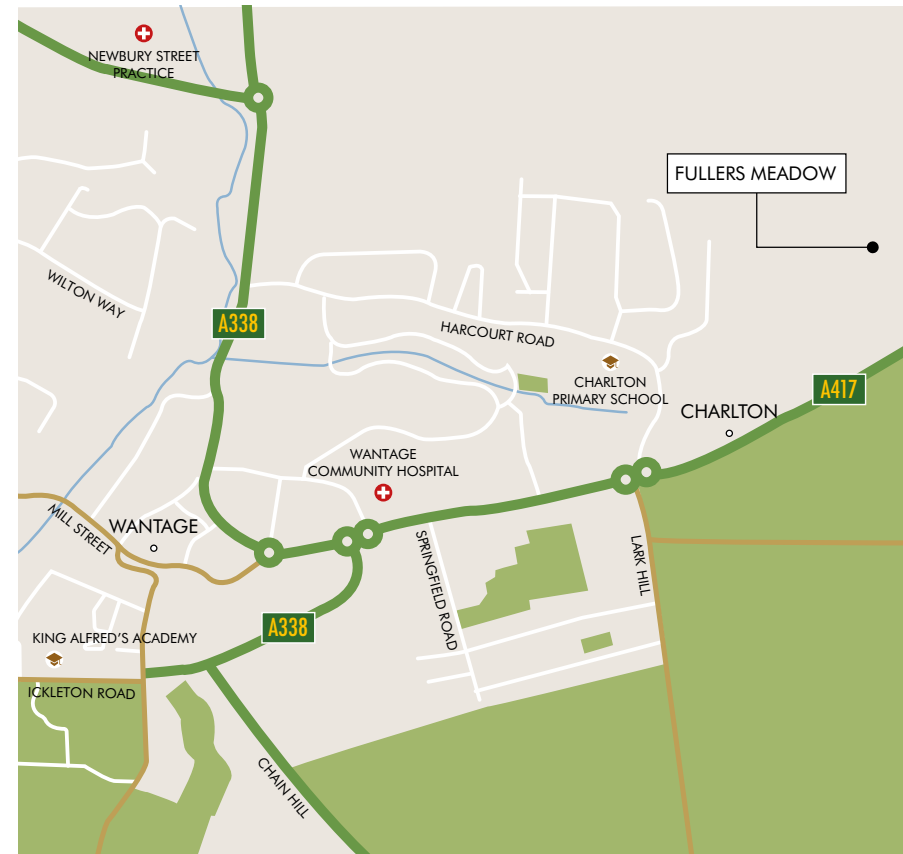 NEWBURY STREET
PRACTICE
FULLERS MEADOW
WILTON WAY
A338
HARCOURT ROAD
CHARLTON
PRIMARY SCHOOL
A417
CHARLTON
WANTAGE
COMMUNITY HOSPITAL
MILL STREET
WANTAGE
SPRINGFIELD ROAD
LARK HILL
A338
KING ALFRED'S ACADEMY
ICKLETON ROAD
CHAIN HILL